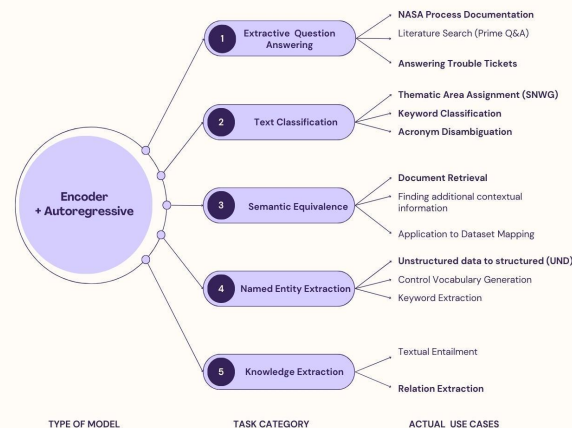 Encoder
+ Autoregressive
1
Extractive Question
Answering
NASA Process Documentation
Literature Search (Prime Q&A)
Answering Trouble Tickets
2
Text Classification
Thematic Area Assignment (SNWG)
Keyword Classification
Acronym Disambiguation
3
Semantic Equivalence
Document Retrieval
Finding additional contextual
information
Application to Dataset Mapping
4
Named Entity Extraction
Unstructured data to structured (UND)
Control Vocabulary Generation
Keyword Extraction
5
Knowledge Extraction
Textual Entailment
Relation Extraction
TYPE OF MODEL
TASK CATEGORY
ACTUAL USE CASES